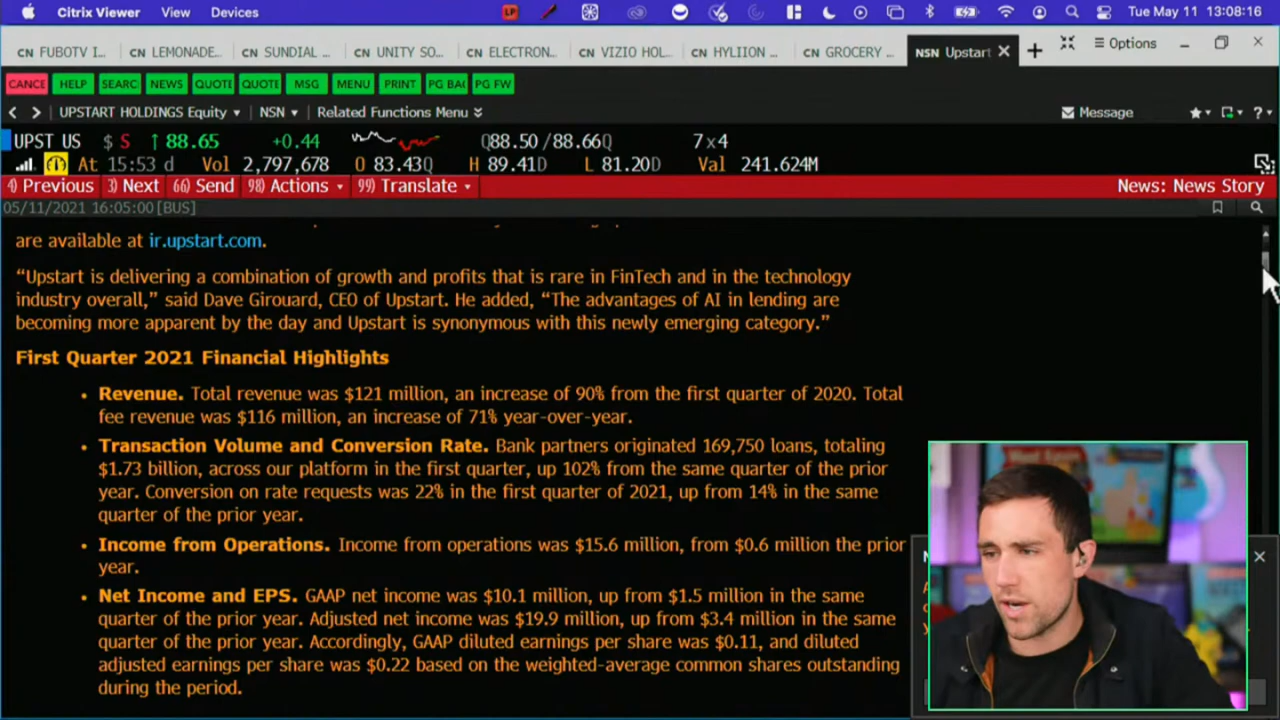 Citrix Viewer View Devices LP Tue May 11 13:08:16
CN FUBOTV I... CN LEMONADE... CN SUNDIAL ... CN UNITY SO... CN ELECTRON... CN VIZIO HOL... CN HYLIION ... CN GROCERY ... NSN Upstart Options
CANCE HELP SEARC NEWS QUOTE QUOTE MSG MENU PRINT PG BAC PG FW
UPSTART HOLDINGS Equity NSN Related Functions Menu Message
UPST US $ S ↑ 88.65 +0.44 Q88.50/88.66Q 7x4
At 15:53 d Vol 2,797,678 O 83.43Q H 89.41D L 81.20D Val 241.624M
4) Previous 3) Next 66) Send 98) Actions 99) Translate News: News Story
05/11/2021 16:05:00 [BUS]
are available at ir.upstart.com.
“Upstart is delivering a combination of growth and profits that is rare in FinTech and in the technology
industry overall,” said Dave Girouard, CEO of Upstart. He added, “The advantages of AI in lending are
becoming more apparent by the day and Upstart is synonymous with this newly emerging category.”
First Quarter 2021 Financial Highlights
• Revenue. Total revenue was $121 million, an increase of 90% from the first quarter of 2020. Total
fee revenue was $116 million, an increase of 71% year-over-year.
• Transaction Volume and Conversion Rate. Bank partners originated 169,750 loans, totaling
$1.73 billion, across our platform in the first quarter, up 102% from the same quarter of the prior
year. Conversion on rate requests was 22% in the first quarter of 2021, up from 14% in the same
quarter of the prior year.
• Income from Operations. Income from operations was $15.6 million, from $0.6 million the prior
year.
• Net Income and EPS. GAAP net income was $10.1 million, up from $1.5 million in the same
quarter of the prior year. Adjusted net income was $19.9 million, up from $3.4 million in the same
quarter of the prior year. Accordingly, GAAP diluted earnings per share was $0.11, and diluted
adjusted earnings per share was $0.22 based on the weighted-average common shares outstanding
during the period.